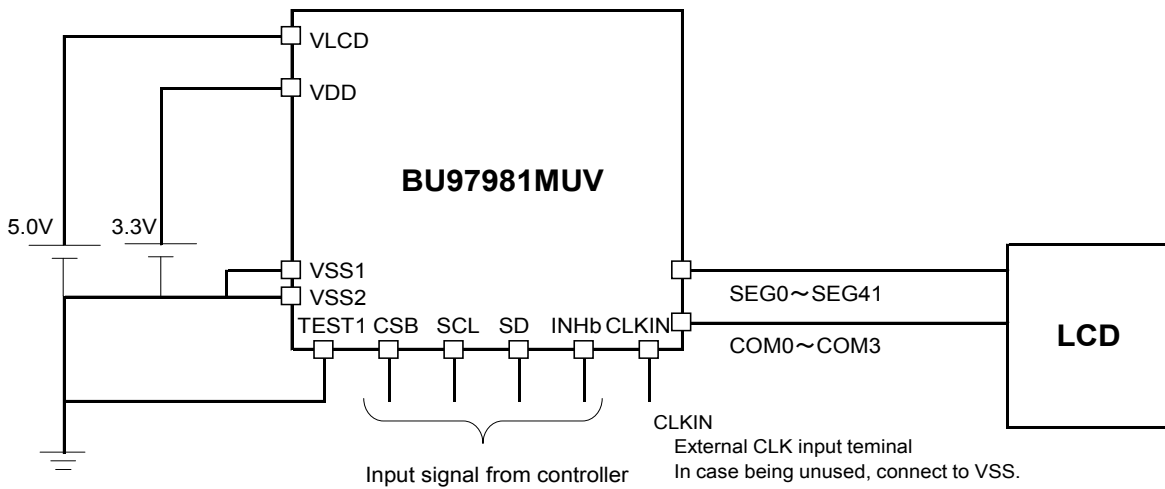 VLCD
VDD
BU97981MUV
5.0V
3.3V
VSS1
VSS2
SEG0～SEG41
TEST1 CSB SCL SD INHb CLKIN
COM0～COM3
LCD
CLKIN
External CLK input teminal
In case being unused, connect to VSS.
Input signal from controller